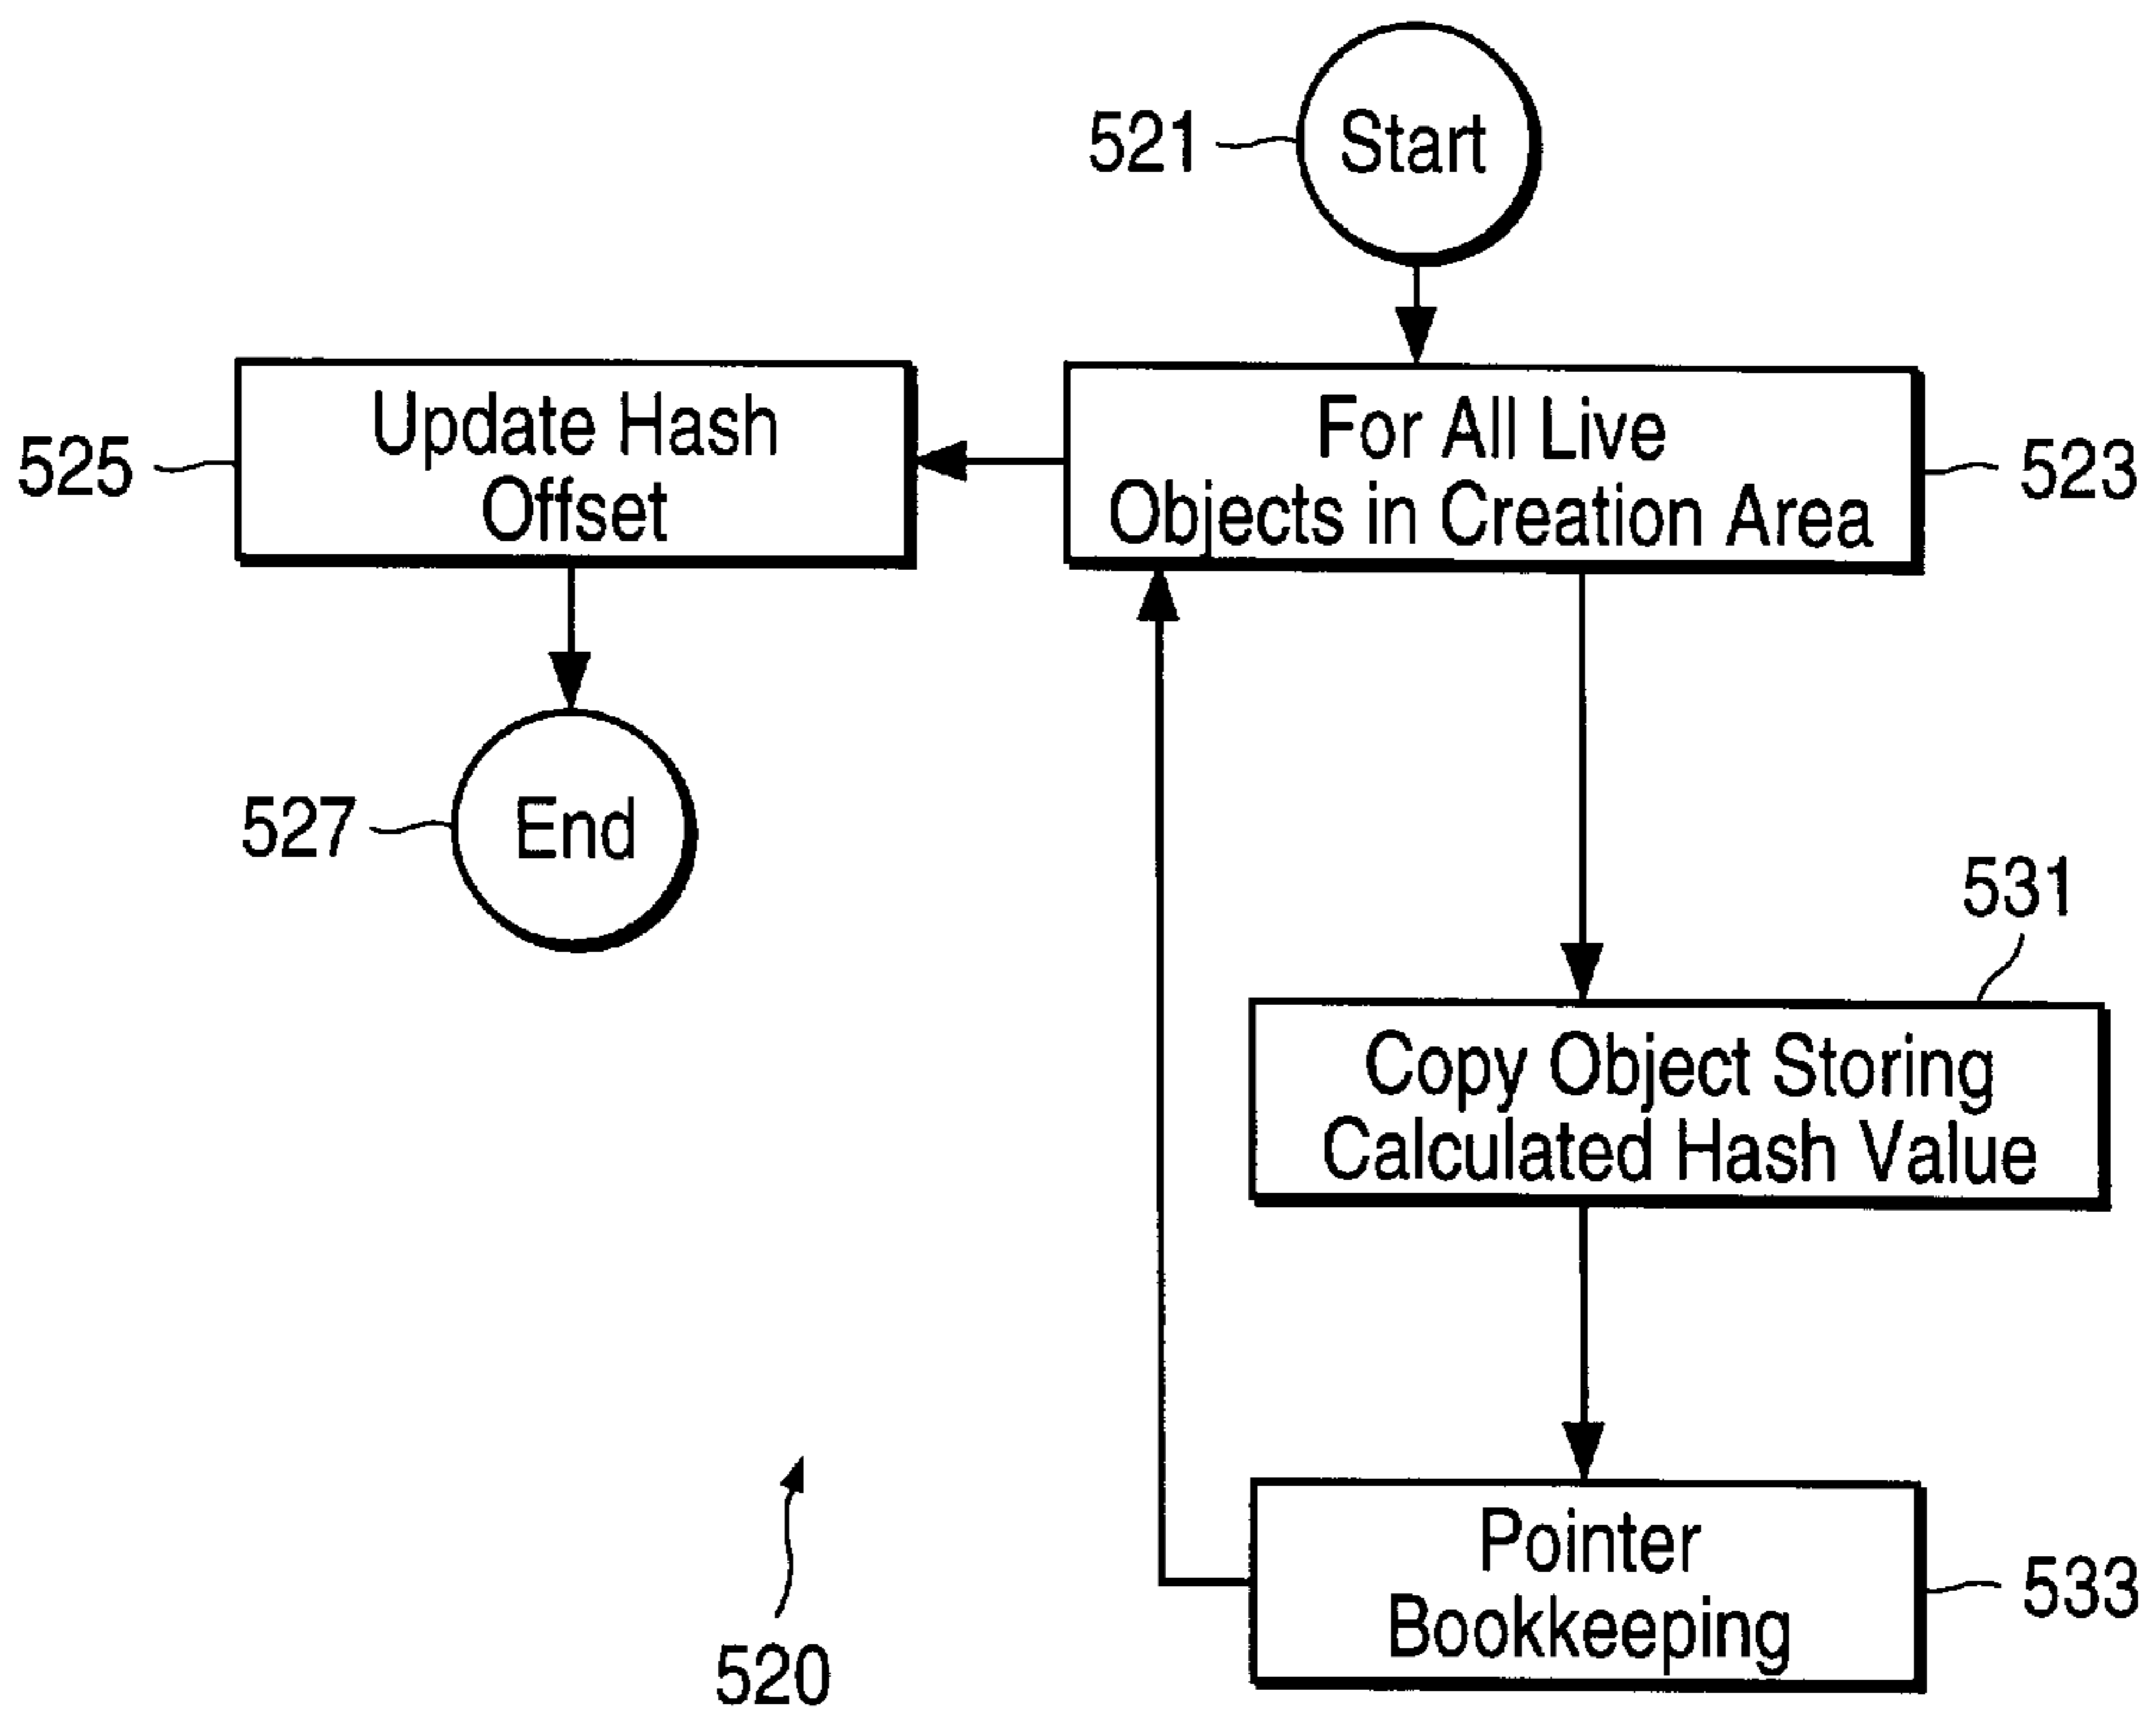 521
Start
525
Update Hash
Offset
For All Live
Objects in Creation Area
523
527
End
531
Copy Object Storing
Calculated Hash Value
Pointer
Bookkeeping
533
520